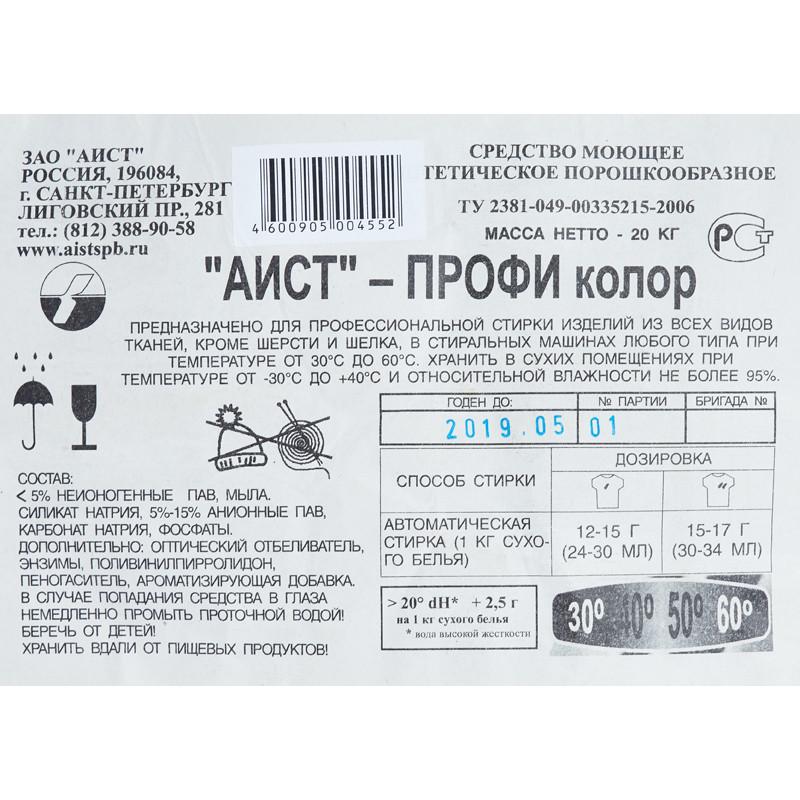 ЗАО "АИСТ"
РОССИЯ, 196084,
г. САНКТ-ПЕТЕРБУРГ
ЛИГОВСКИЙ ПР., 281
тел.: (812) 388-90-58
www.aistspb.ru
4 600905 004552
СРЕДСТВО МОЮЩЕЕ
ТЕТИЧЕСКОЕ ПОРОШКООБРАЗНОЕ
ТУ 2381-049-00335215-2006
МАССА НЕТТО - 20 КГ
РСТ
"АИСТ" – ПРОФИ колор
ПРЕДНАЗНАЧЕНО ДЛЯ ПРОФЕССИОНАЛЬНОЙ СТИРКИ ИЗДЕЛИЙ ИЗ ВСЕХ ВИДОВ
ТКАНЕЙ, КРОМЕ ШЕРСТИ И ШЕЛКА, В СТИРАЛЬНЫХ МАШИНАХ ЛЮБОГО ТИПА ПРИ
ТЕМПЕРАТУРЕ ОТ 30°С ДО 60°С. ХРАНИТЬ В СУХИХ ПОМЕЩЕНИЯХ ПРИ
ТЕМПЕРАТУРЕ ОТ -30°С ДО +40°С И ОТНОСИТЕЛЬНОЙ ВЛАЖНОСТИ НЕ БОЛЕЕ 95%.
ГОДЕН ДО: № ПАРТИИ БРИГАДА №
2019.05 01
СОСТАВ:
< 5% НЕИОНОГЕННЫЕ ПАВ, МЫЛА.
СИЛИКАТ НАТРИЯ, 5%-15% АНИОННЫЕ ПАВ,
КАРБОНАТ НАТРИЯ, ФОСФАТЫ.
ДОПОЛНИТЕЛЬНО: ОПТИЧЕСКИЙ ОТБЕЛИВАТЕЛЬ,
ЭНЗИМЫ, ПОЛИВИНИЛПИРРОЛИДОН,
ПЕНОГАСИТЕЛЬ, АРОМАТИЗИРУЮЩАЯ ДОБАВКА.
В СЛУЧАЕ ПОПАДАНИЯ СРЕДСТВА В ГЛАЗА
НЕМЕДЛЕННО ПРОМЫТЬ ПРОТОЧНОЙ ВОДОЙ!
БЕРЕЧЬ ОТ ДЕТЕЙ!
ХРАНИТЬ ВДАЛИ ОТ ПИЩЕВЫХ ПРОДУКТОВ!
СПОСОБ СТИРКИ
ДОЗИРОВКА
АВТОМАТИЧЕСКАЯ
СТИРКА (1 КГ СУХО-
ГО БЕЛЬЯ)
12-15 Г
(24-30 МЛ)
15-17 Г
(30-34 МЛ)
> 20° dH* + 2,5 г
на 1 кг сухого белья
* вода высокой жесткости
30° 40° 50° 60°